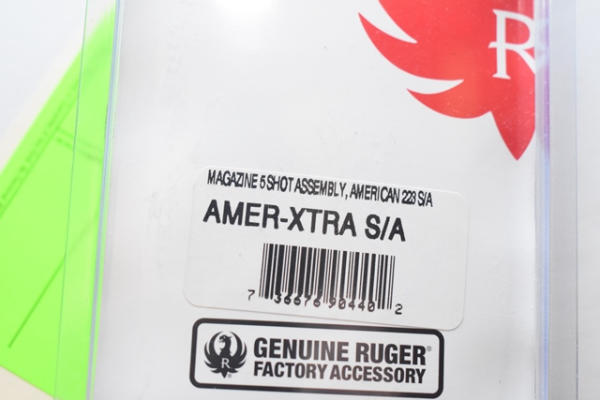 R
MAGAZINE 5 SHOT ASSEMBLY, AMERICAN 223 S/A
AMER-XTRA S/A
7 36676 90440 2
R
GENUINE RUGER®
FACTORY ACCESSORY